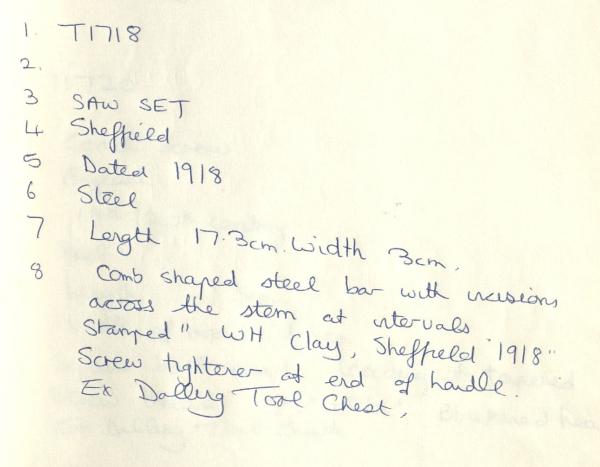 1. T1718
2.
3 SAW SET
4 Sheffield
5 Dated 1918
6 Steel
7 Length 17.3cm. Width 3cm.
8 Comb shaped steel bar with incisions
across the stem at intervals
Stamped " WH Clay, Sheffield 1918"
Screw tightener at end of handle.
Ex Dalling Tool Chest.